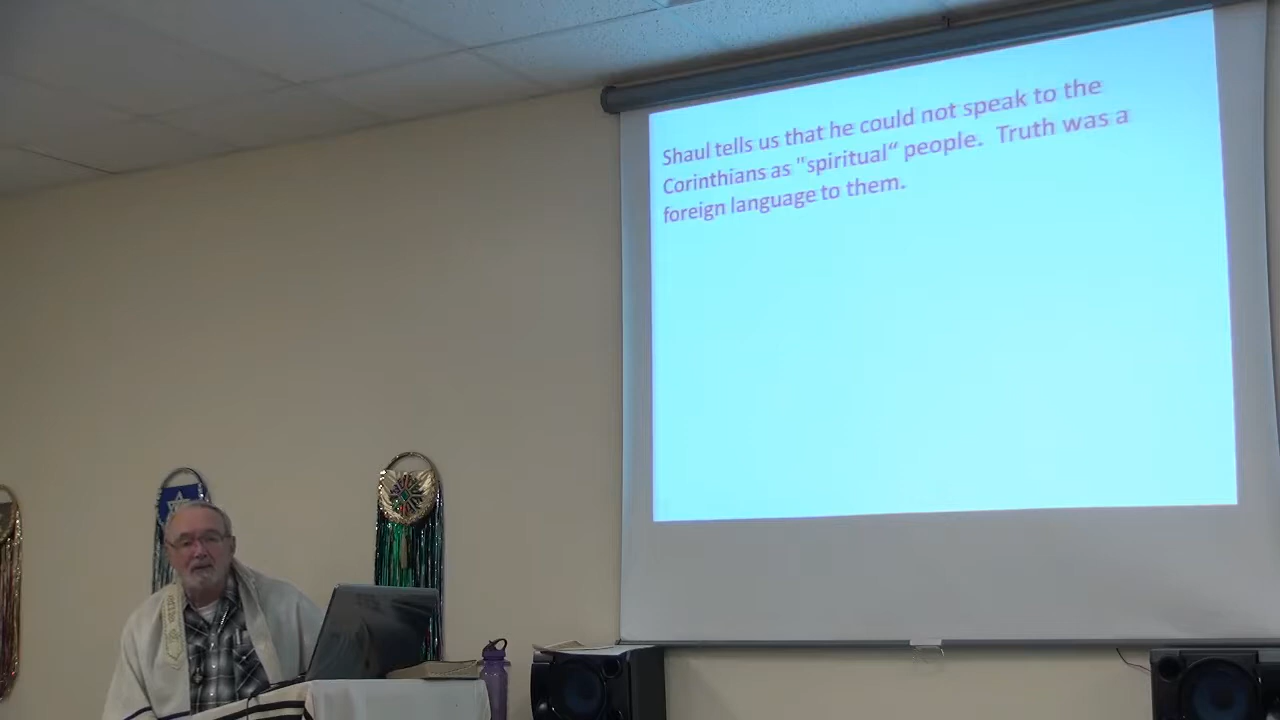 Shaul tells us that he could not speak to the
Corinthians as "spiritual“ people.  Truth was a
foreign language to them.